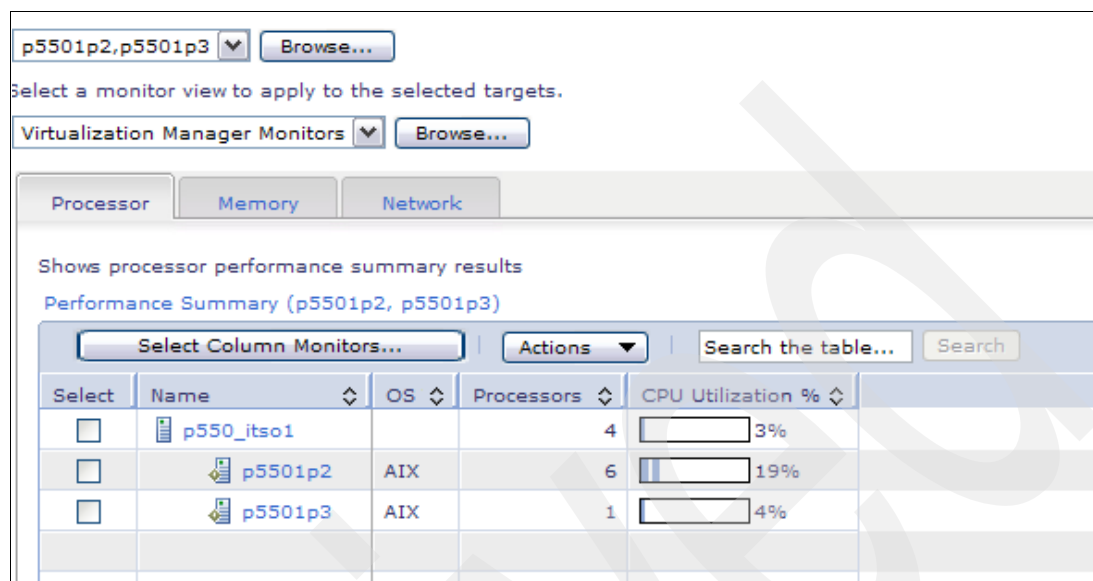 p5501p2,p5501p3 Browse...
Select a monitor view to apply to the selected targets.
Virtualization Manager Monitors Browse...
Processor Memory Network
Shows processor performance summary results
Performance Summary (p5501p2, p5501p3)
Select Column Monitors... Actions Search the table... Search
Select Name OS Processors CPU Utilization %
p550_itso1 4 3%
p5501p2 AIX 6 19%
p5501p3 AIX 1 4%